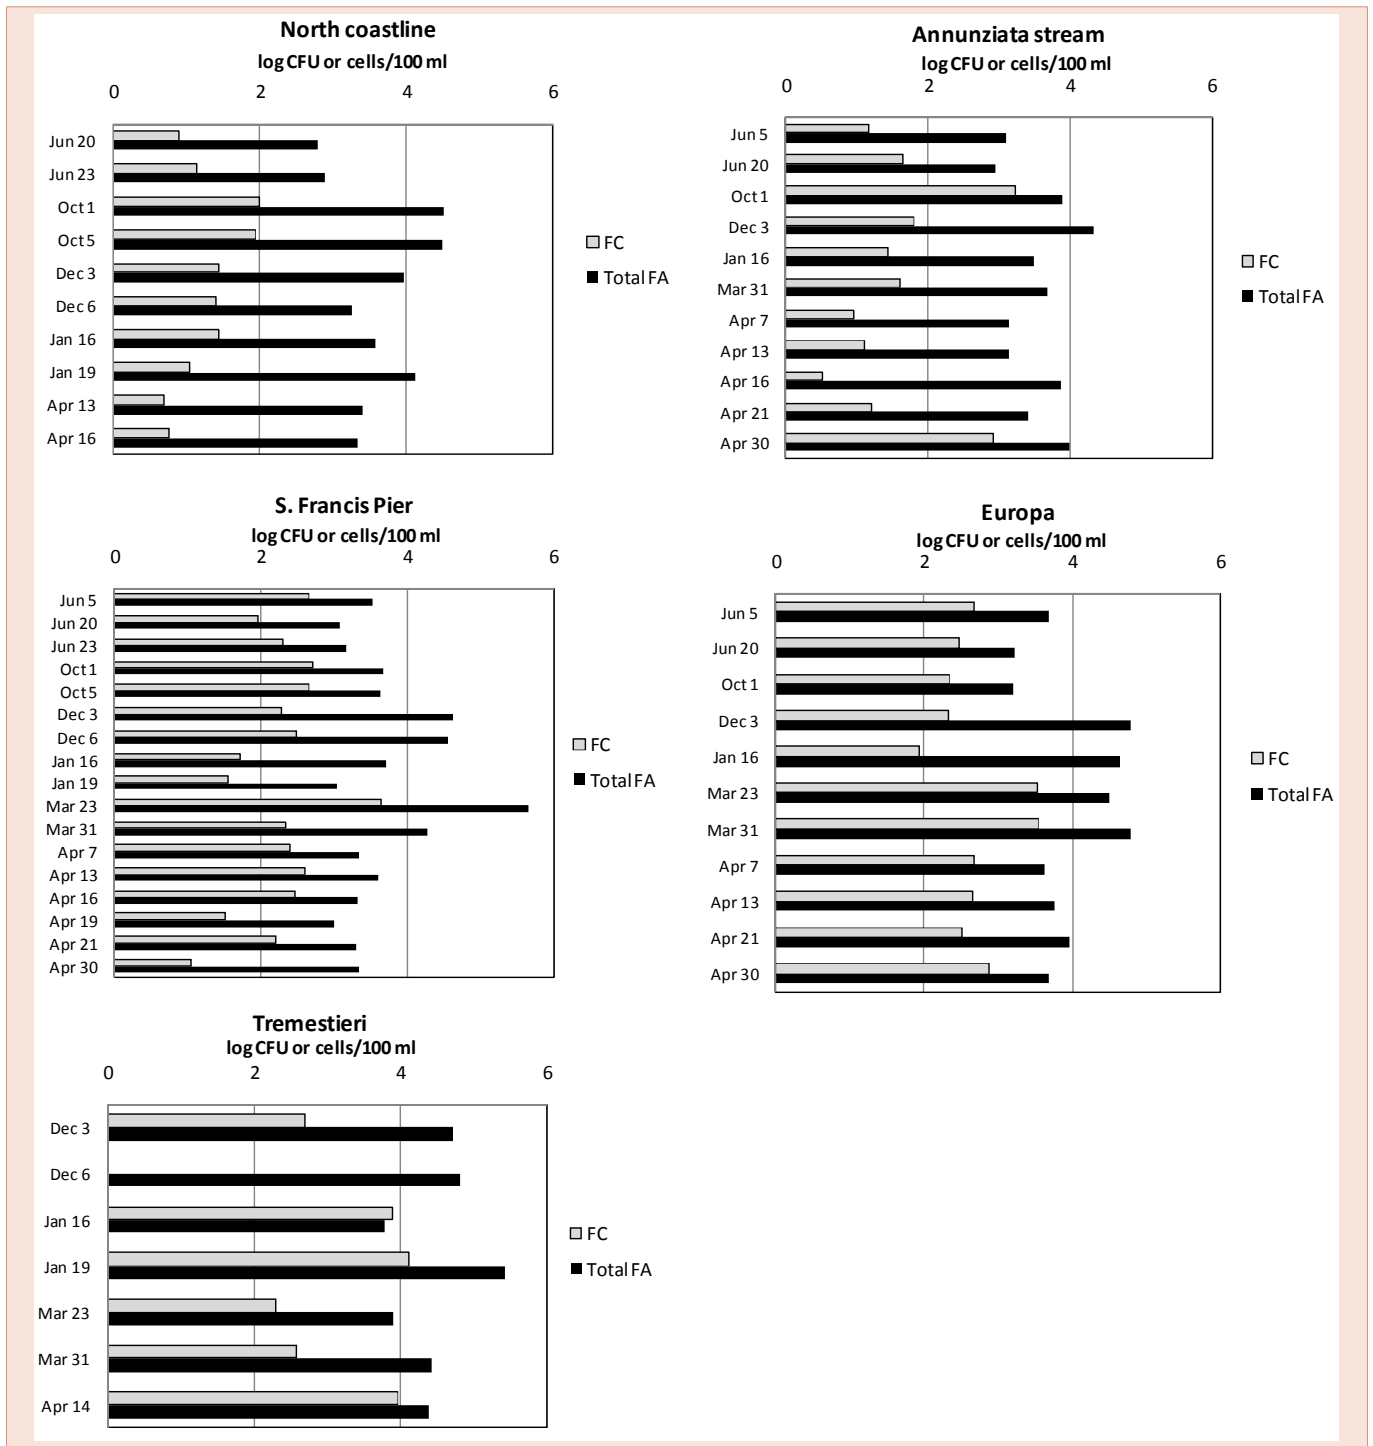 North coastline
log CFU or cells/100 ml
0 2 4 6
Jun 20
Jun 23
Oct 1
Oct 5
Dec 3
Dec 6
Jan 16
Jan 19
Apr 13
Apr 16
FC
Total FA
Annunziata stream
log CFU or cells/100 ml
0 2 4 6
Jun 5
Jun 20
Oct 1
Dec 3
Jan 16
Mar 31
Apr 7
Apr 13
Apr 16
Apr 21
Apr 30
FC
Total FA
S. Francis Pier
log CFU or cells/100 ml
0 2 4 6
Jun 5
Jun 20
Jun 23
Oct 1
Oct 5
Dec 3
Dec 6
Jan 16
Jan 19
Mar 23
Mar 31
Apr 7
Apr 13
Apr 16
Apr 19
Apr 21
Apr 30
FC
Total FA
Europa
log CFU or cells/100 ml
0 2 4 6
Jun 5
Jun 20
Oct 1
Dec 3
Jan 16
Mar 23
Mar 31
Apr 7
Apr 13
Apr 21
Apr 30
FC
Total FA
Tremestieri
log CFU or cells/100 ml
0 2 4 6
Dec 3
Dec 6
Jan 16
Jan 19
Mar 23
Mar 31
Apr 14
FC
Total FA